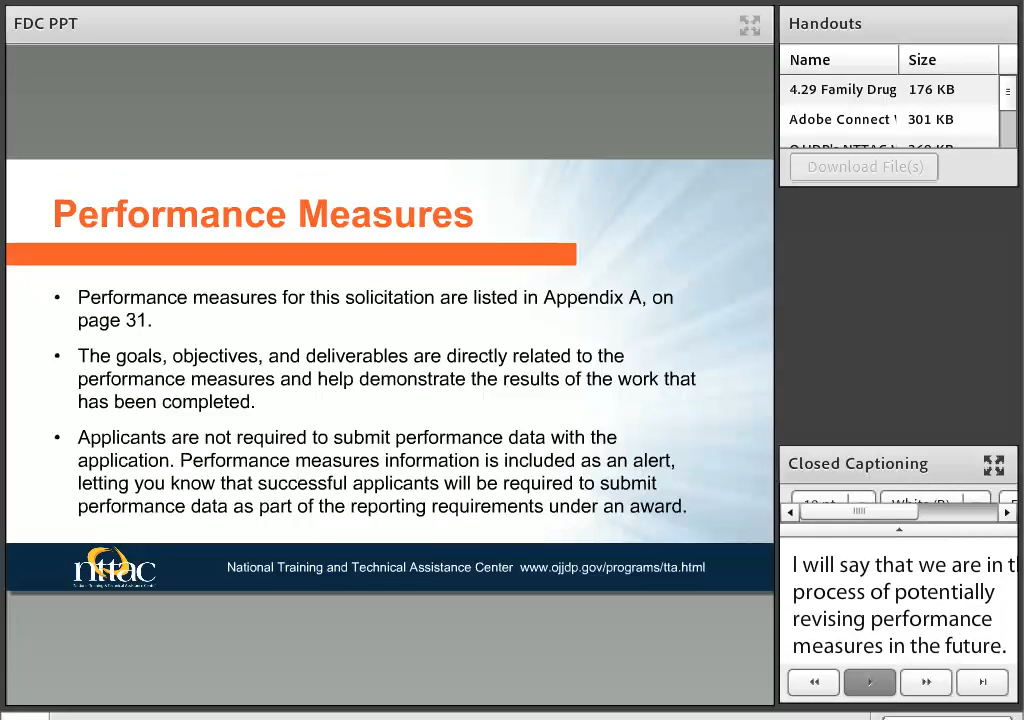 FDC PPT
Performance Measures
• Performance measures for this solicitation are listed in Appendix A, on
page 31.
• The goals, objectives, and deliverables are directly related to the
performance measures and help demonstrate the results of the work that
has been completed.
• Applicants are not required to submit performance data with the
application. Performance measures information is included as an alert,
letting you know that successful applicants will be required to submit
performance data as part of the reporting requirements under an award.
nttac
National Training and Technical Assistance Center www.ojjdp.gov/programs/tta.html
Handouts
Name Size
4.29 Family Drug 176 KB
Adobe Connect 301 KB
Download File(s)
Closed Captioning
I will say that we are in
process of potentially
revising performance
measures in the future.